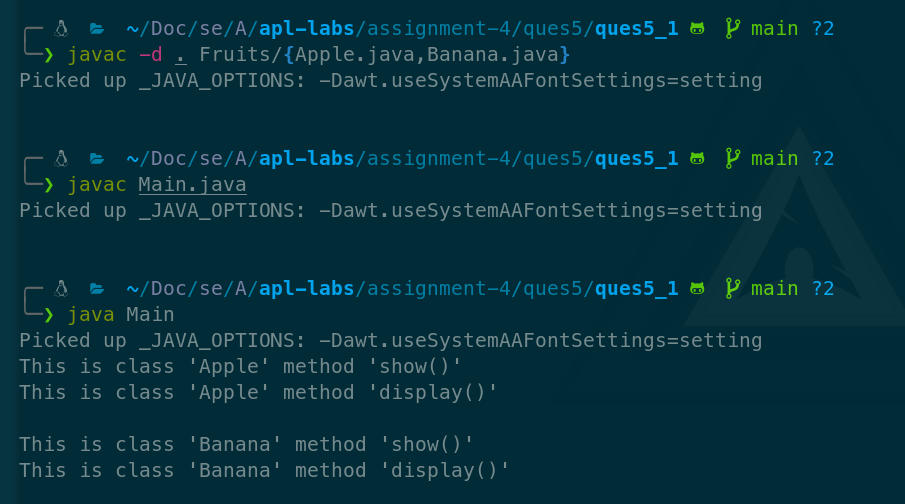 ~/Doc/se/A/apl-labs/assignment-4/ques5/ques5_1 main ?2
❯ javac -d . Fruits/{Apple.java,Banana.java}
Picked up _JAVA_OPTIONS: -Dawt.useSystemAAFontSettings=setting
~/Doc/se/A/apl-labs/assignment-4/ques5/ques5_1 main ?2
❯ javac Main.java
Picked up _JAVA_OPTIONS: -Dawt.useSystemAAFontSettings=setting
~/Doc/se/A/apl-labs/assignment-4/ques5/ques5_1 main ?2
❯ java Main
Picked up _JAVA_OPTIONS: -Dawt.useSystemAAFontSettings=setting
This is class 'Apple' method 'show()'
This is class 'Apple' method 'display()'
This is class 'Banana' method 'show()'
This is class 'Banana' method 'display()'